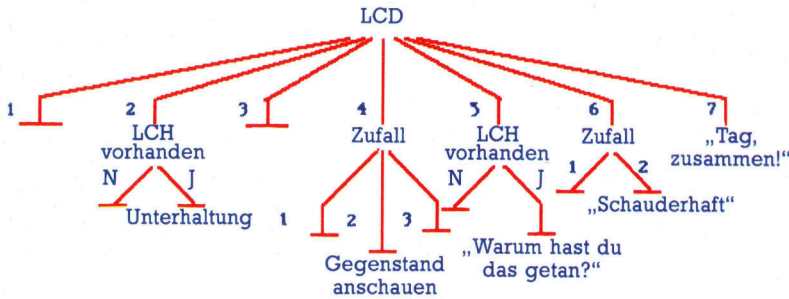 LCD
1 2 3 4 5 6 7
LCH
vorhanden
Zufall
LCH
vorhanden
Zufall
„Tag,
zusammen!“
N J
N J
1 2
Unterhaltung
„Schauderhaft“
1 2 3
Gegenstand
anschauen
„Warum hast du
das getan?“